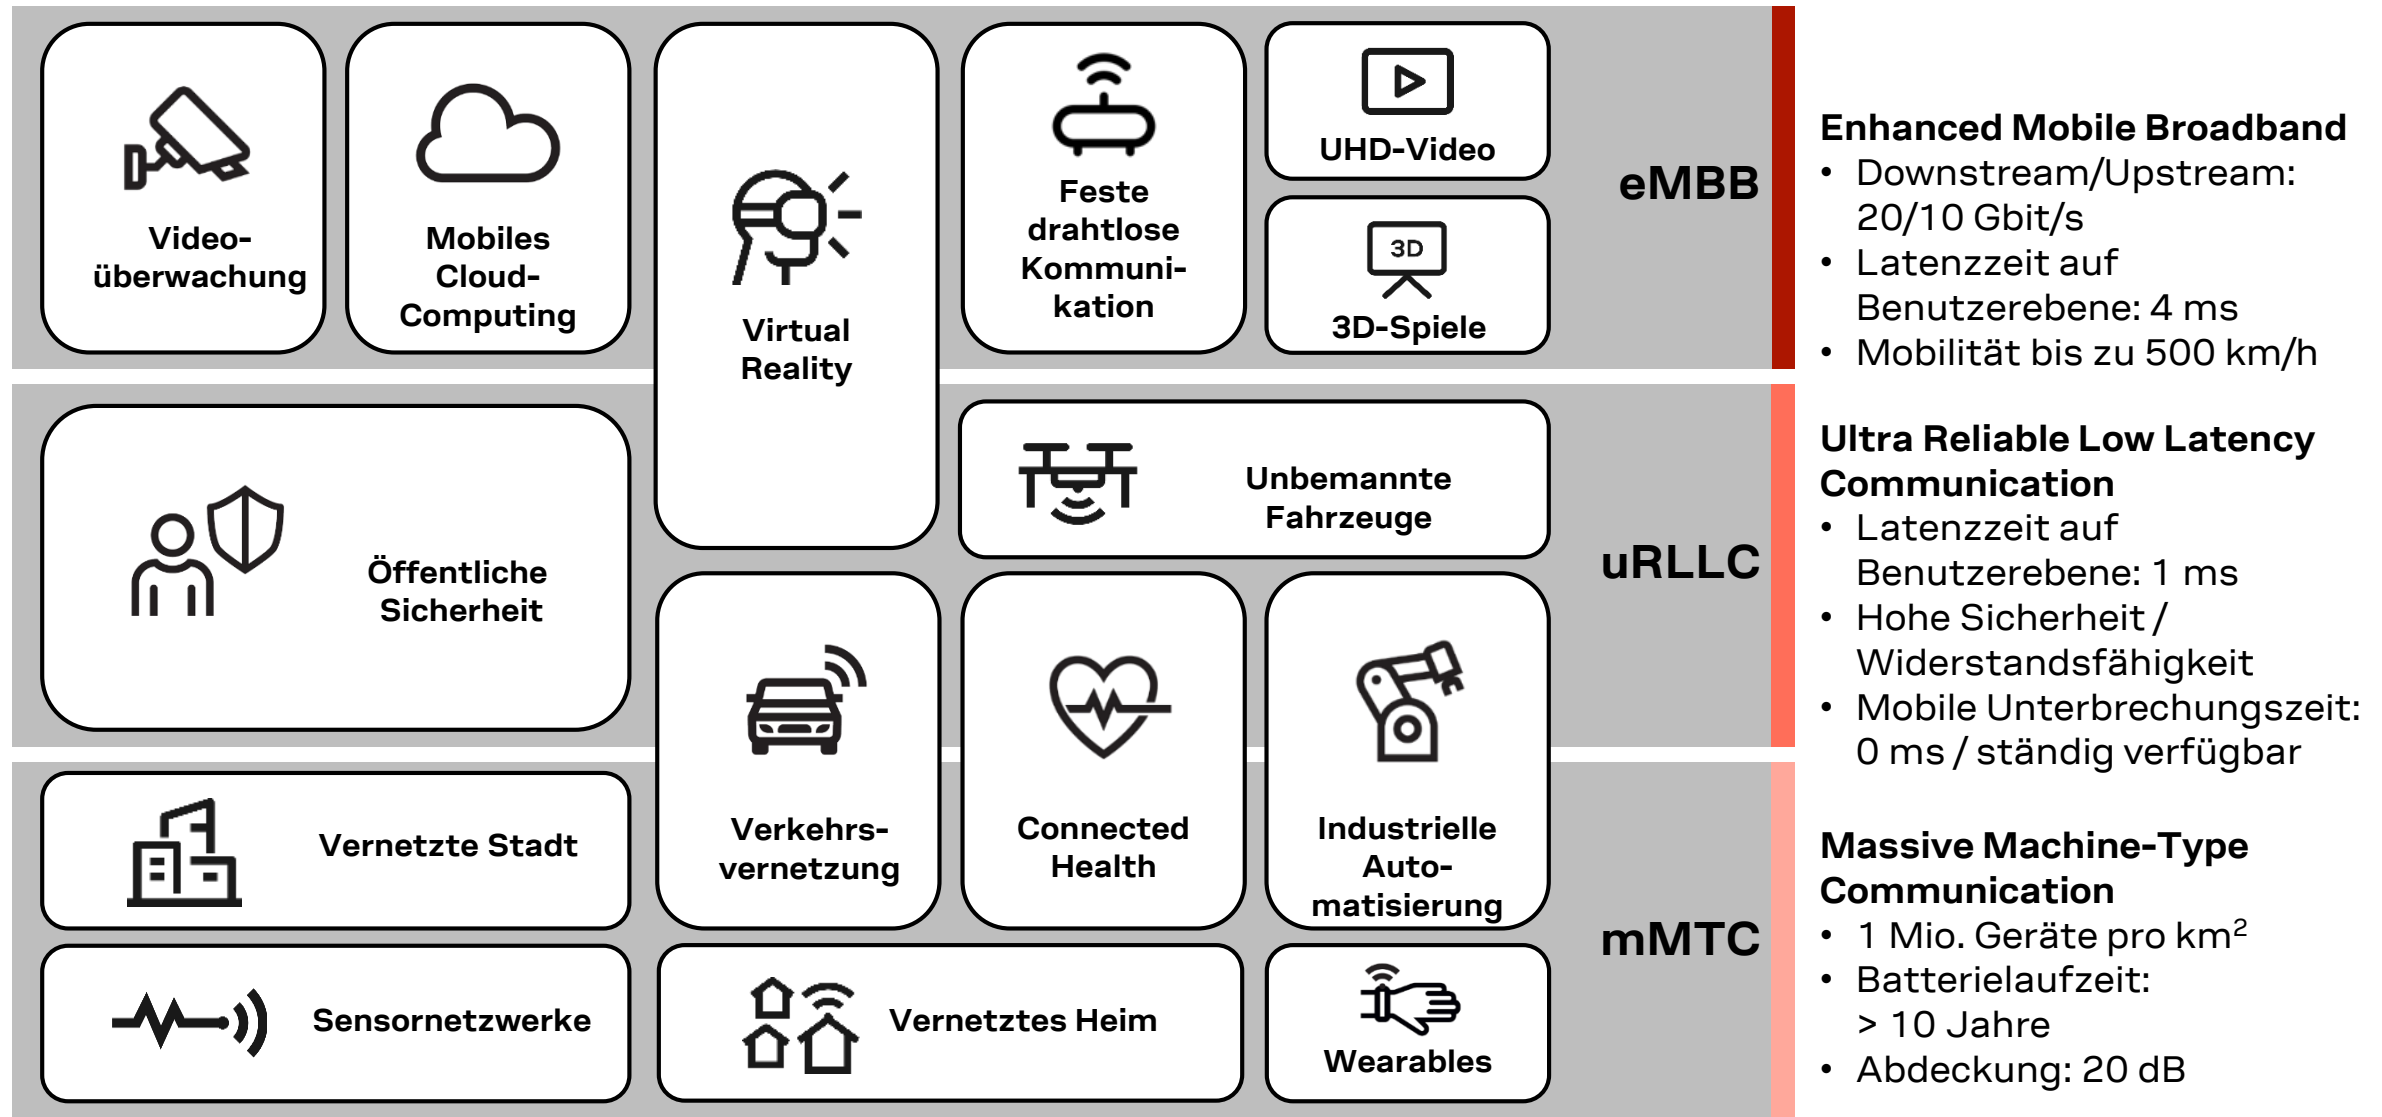 Video-
überwachung
Mobiles
Cloud-
Computing
Virtual
Reality
Feste
drahtlose
Kommuni-
kation
UHD-Video
3D
3D-Spiele
eMBB
Öffentliche
Sicherheit
Unbemannte
Fahrzeuge
uRLLC
Verkehrs-
vernetzung
Connected
Health
Industrielle
Auto-
matisierung
Vernetzte Stadt
mMTC
Sensornetzwerke
Vernetztes Heim
Wearables
Enhanced Mobile Broadband
• Downstream/Upstream:
20/10 Gbit/s
• Latenzzeit auf
Benutzerebene: 4 ms
• Mobilität bis zu 500 km/h
Ultra Reliable Low Latency
Communication
• Latenzzeit auf
Benutzerebene: 1 ms
• Hohe Sicherheit /
Widerstandsfähigkeit
• Mobile Unterbrechungszeit:
0 ms / ständig verfügbar
Massive Machine-Type
Communication
• 1 Mio. Geräte pro km²
• Batterielaufzeit:
> 10 Jahre
• Abdeckung: 20 dB